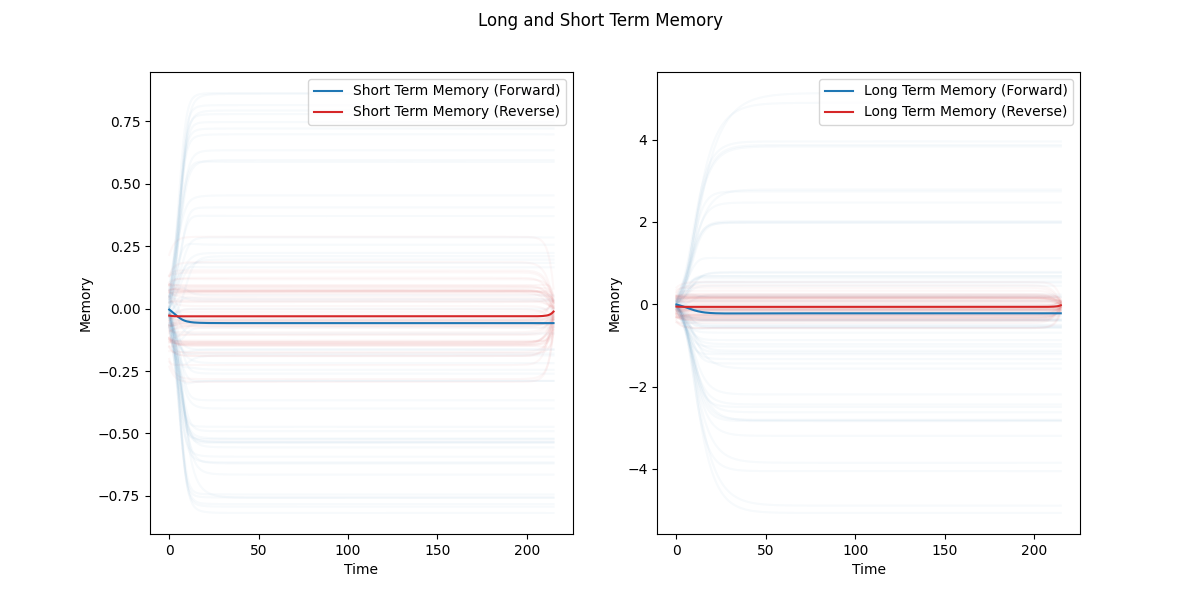 Long and Short Term Memory
Short Term Memory (Forward)
Short Term Memory (Reverse)
0.75
0.50
0.25
0.00
−0.25
−0.50
−0.75
Memory
0 50 100 150 200
Time
Long Term Memory (Forward)
Long Term Memory (Reverse)
4
2
0
−2
−4
Memory
0 50 100 150 200
Time